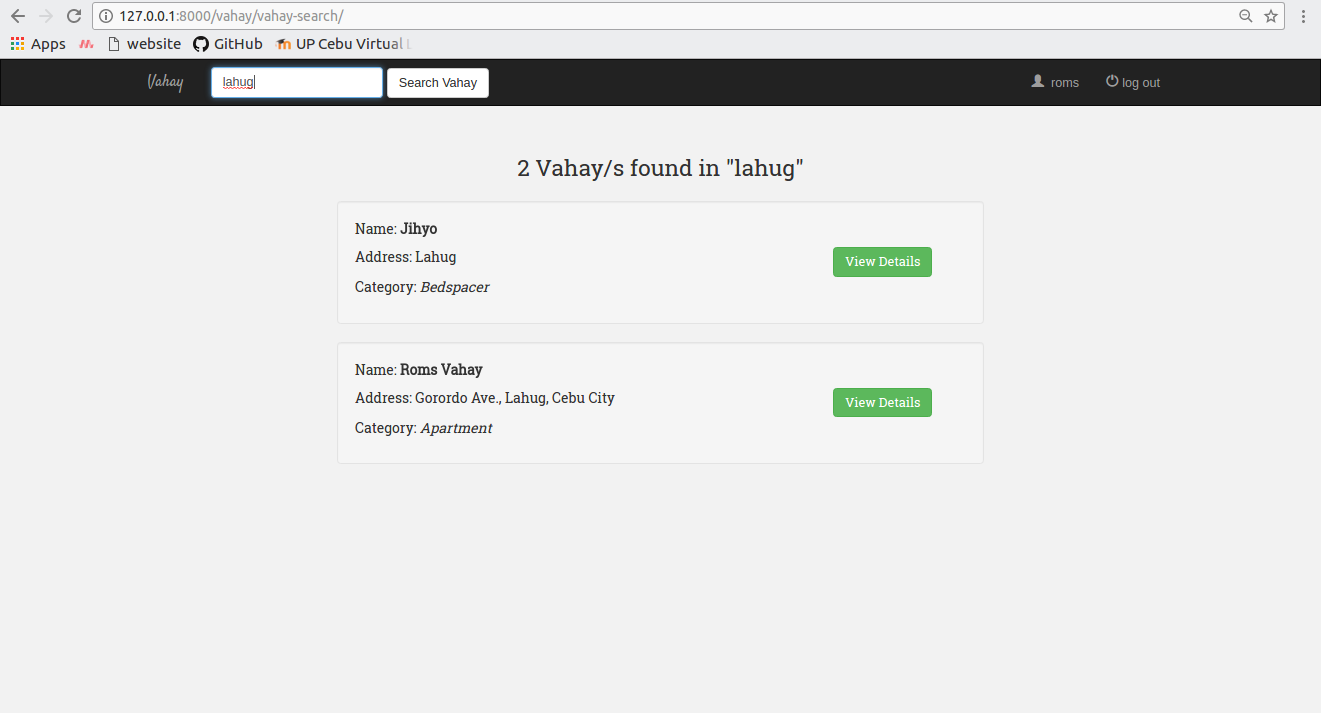 127.0.0.1:8000/vahay/vahay-search/
Apps website GitHub UP Cebu Virtual
Vahay lahug Search Vahay roms log out
2 Vahay/s found in "lahug"
Name: Jihyo
Address: Lahug
View Details
Category: Bedspacer
Name: Roms Vahay
Address: Gorordo Ave., Lahug, Cebu City
View Details
Category: Apartment